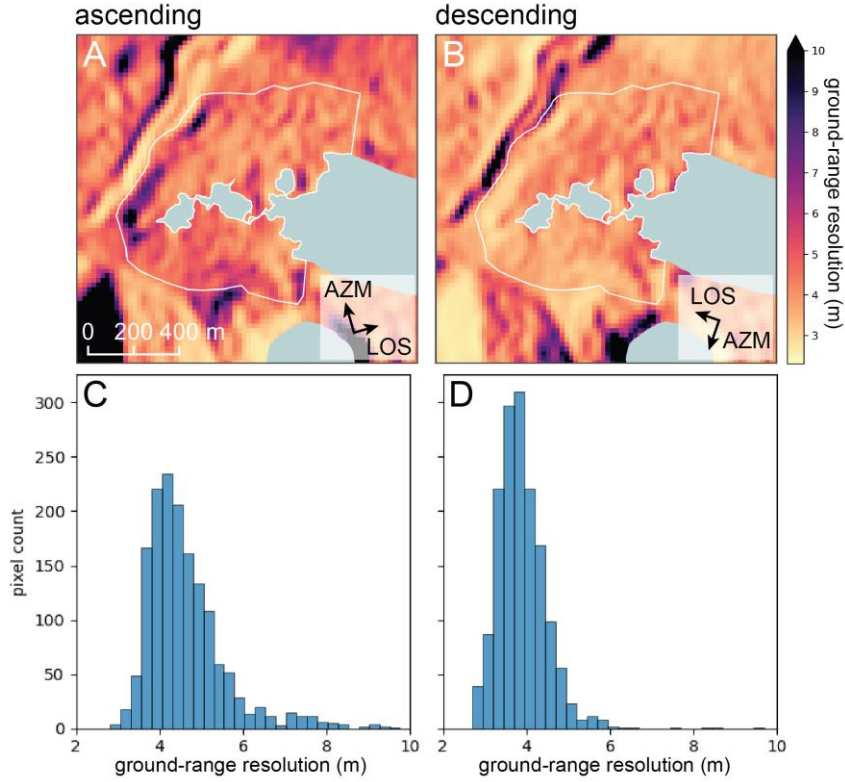 ascending
descending
A
B
AZM
LOS
0 200 400 m
LOS
AZM
10
9
8
7
6
5
4
3
ground-range resolution (m)
C
D
300
250
200
150
100
50
0
pixel count
2 4 6 8 10
2 4 6 8 10
ground-range resolution (m)
ground-range resolution (m)